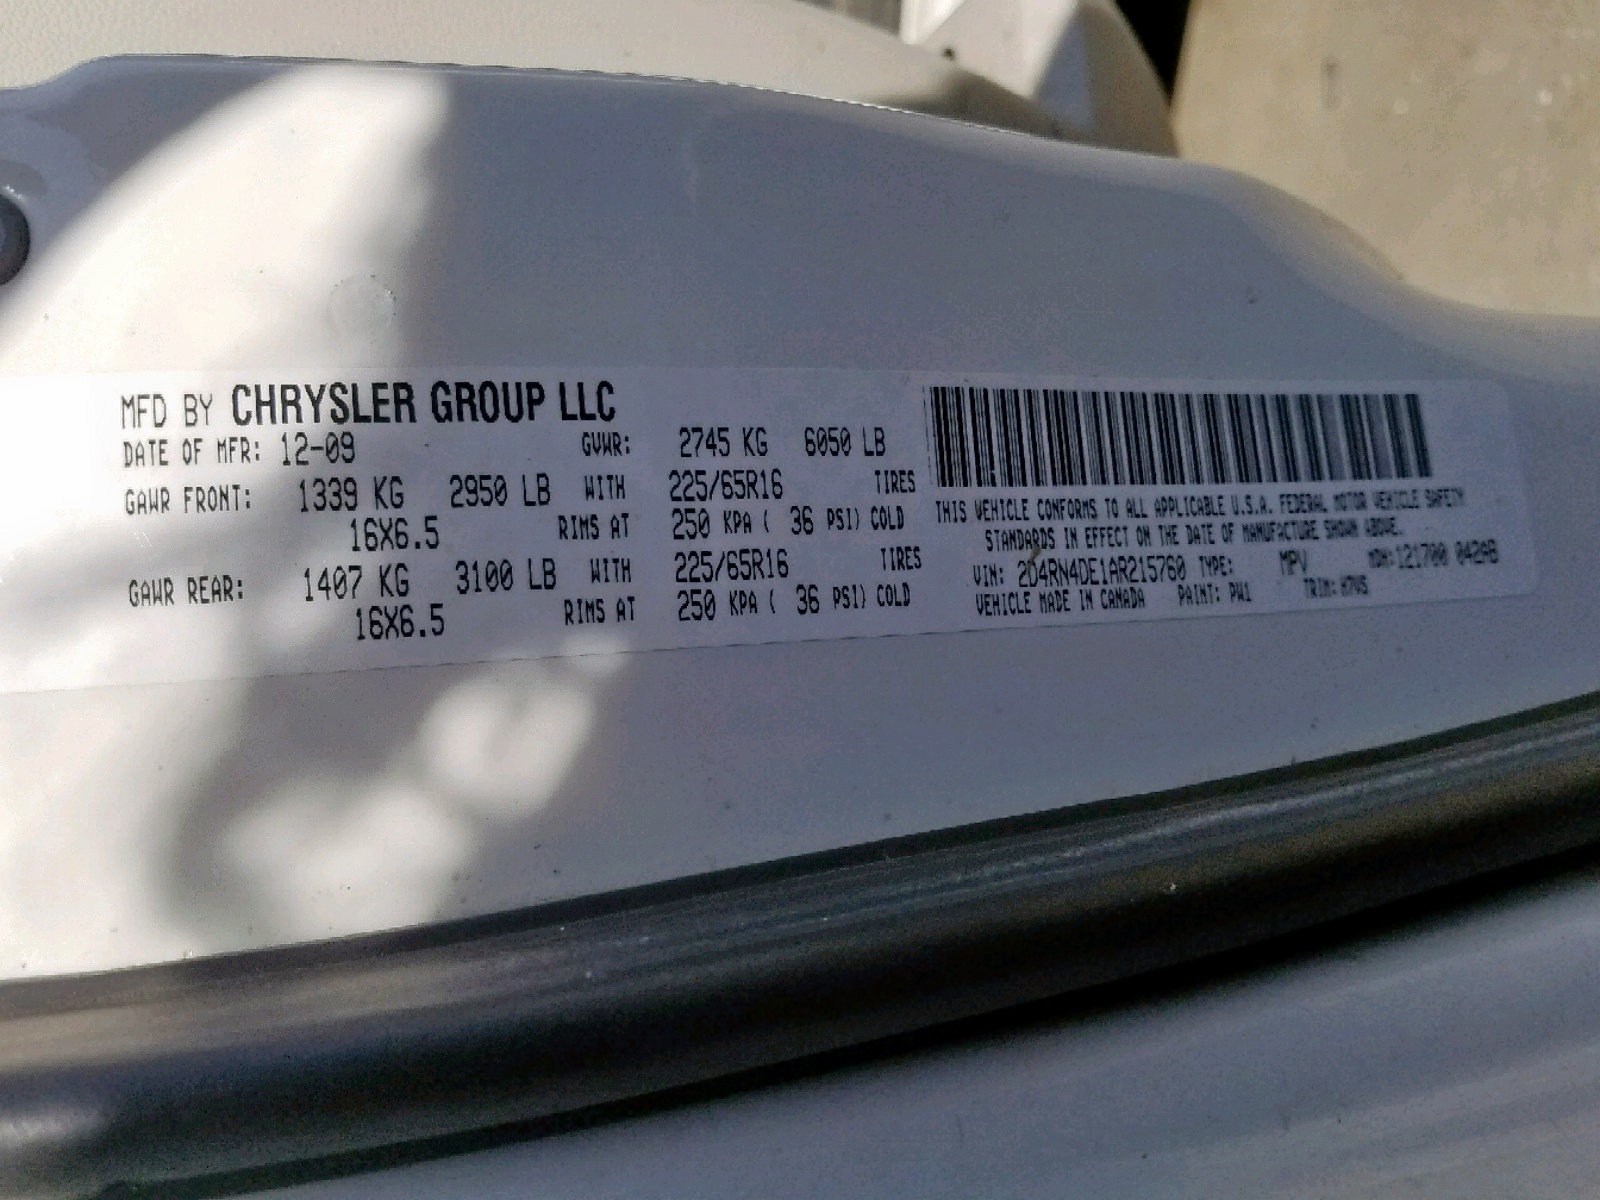 MFD BY CHRYSLER GROUP LLC
DATE OF MFR: 12-09 GVWR: 2745 KG 6050 LB
GAWR FRONT: 1339 KG 2950 LB WITH 225/65R16 TIRES
16X6.5 RIMS AT 250 KPA ( 36 PSI) COLD
GAWR REAR: 1407 KG 3100 LB WITH 225/65R16 TIRES
16X6.5 RIMS AT 250 KPA ( 36 PSI) COLD
THIS VEHICLE CONFORMS TO ALL APPLICABLE U.S.A. FEDERAL MOTOR VEHICLE SAFETY
STANDARDS IN EFFECT ON THE DATE OF MANUFACTURE SHOWN ABOVE.
VIN: 2D4RN4DE1AR215760 TYPE: MPV MDH: 121700 042AB
VEHICLE MADE IN CANADA PAINT: PW1 TRIM: